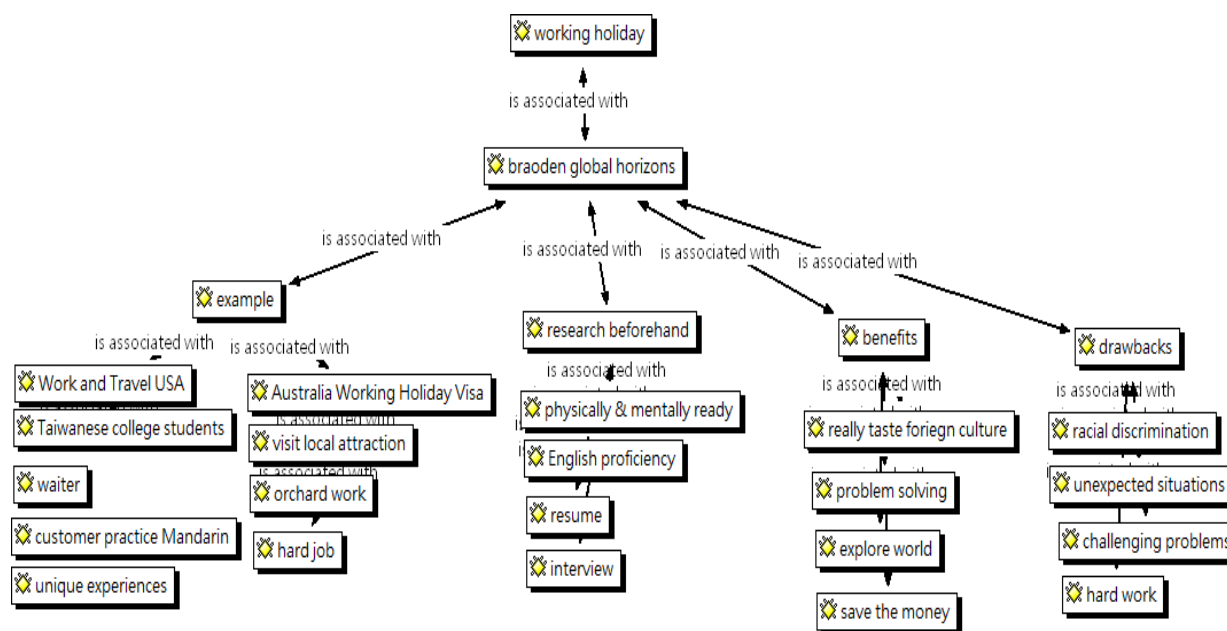 working holiday
is associated with
braoden global horizons
is associated with
is associated with
is associated with
is associated with
example
research beforehand
benefits
drawbacks
is associated with
is associated with
Work and Travel USA
Taiwanese college students
waiter
customer practice Mandarin
unique experiences
Australia Working Holiday Visa
is associated with
visit local attraction
is associated with
orchard work
hard job
is associated with
physically & mentally ready
English proficiency
resume
interview
is associated with
really taste foriegn culture
problem solving
explore world
save the money
is associated with
racial discrimination
unexpected situations
challenging problems
hard work